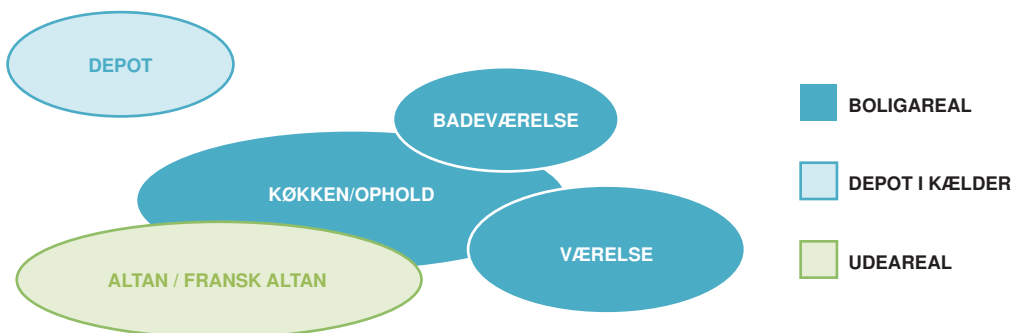 DEPOT
BADEVÆRELSE
KØKKEN/OPHOLD
VÆRELSE
ALTAN / FRANSK ALTAN
BOLIGAREAL
DEPOT I KÆLDER
UDEAREAL